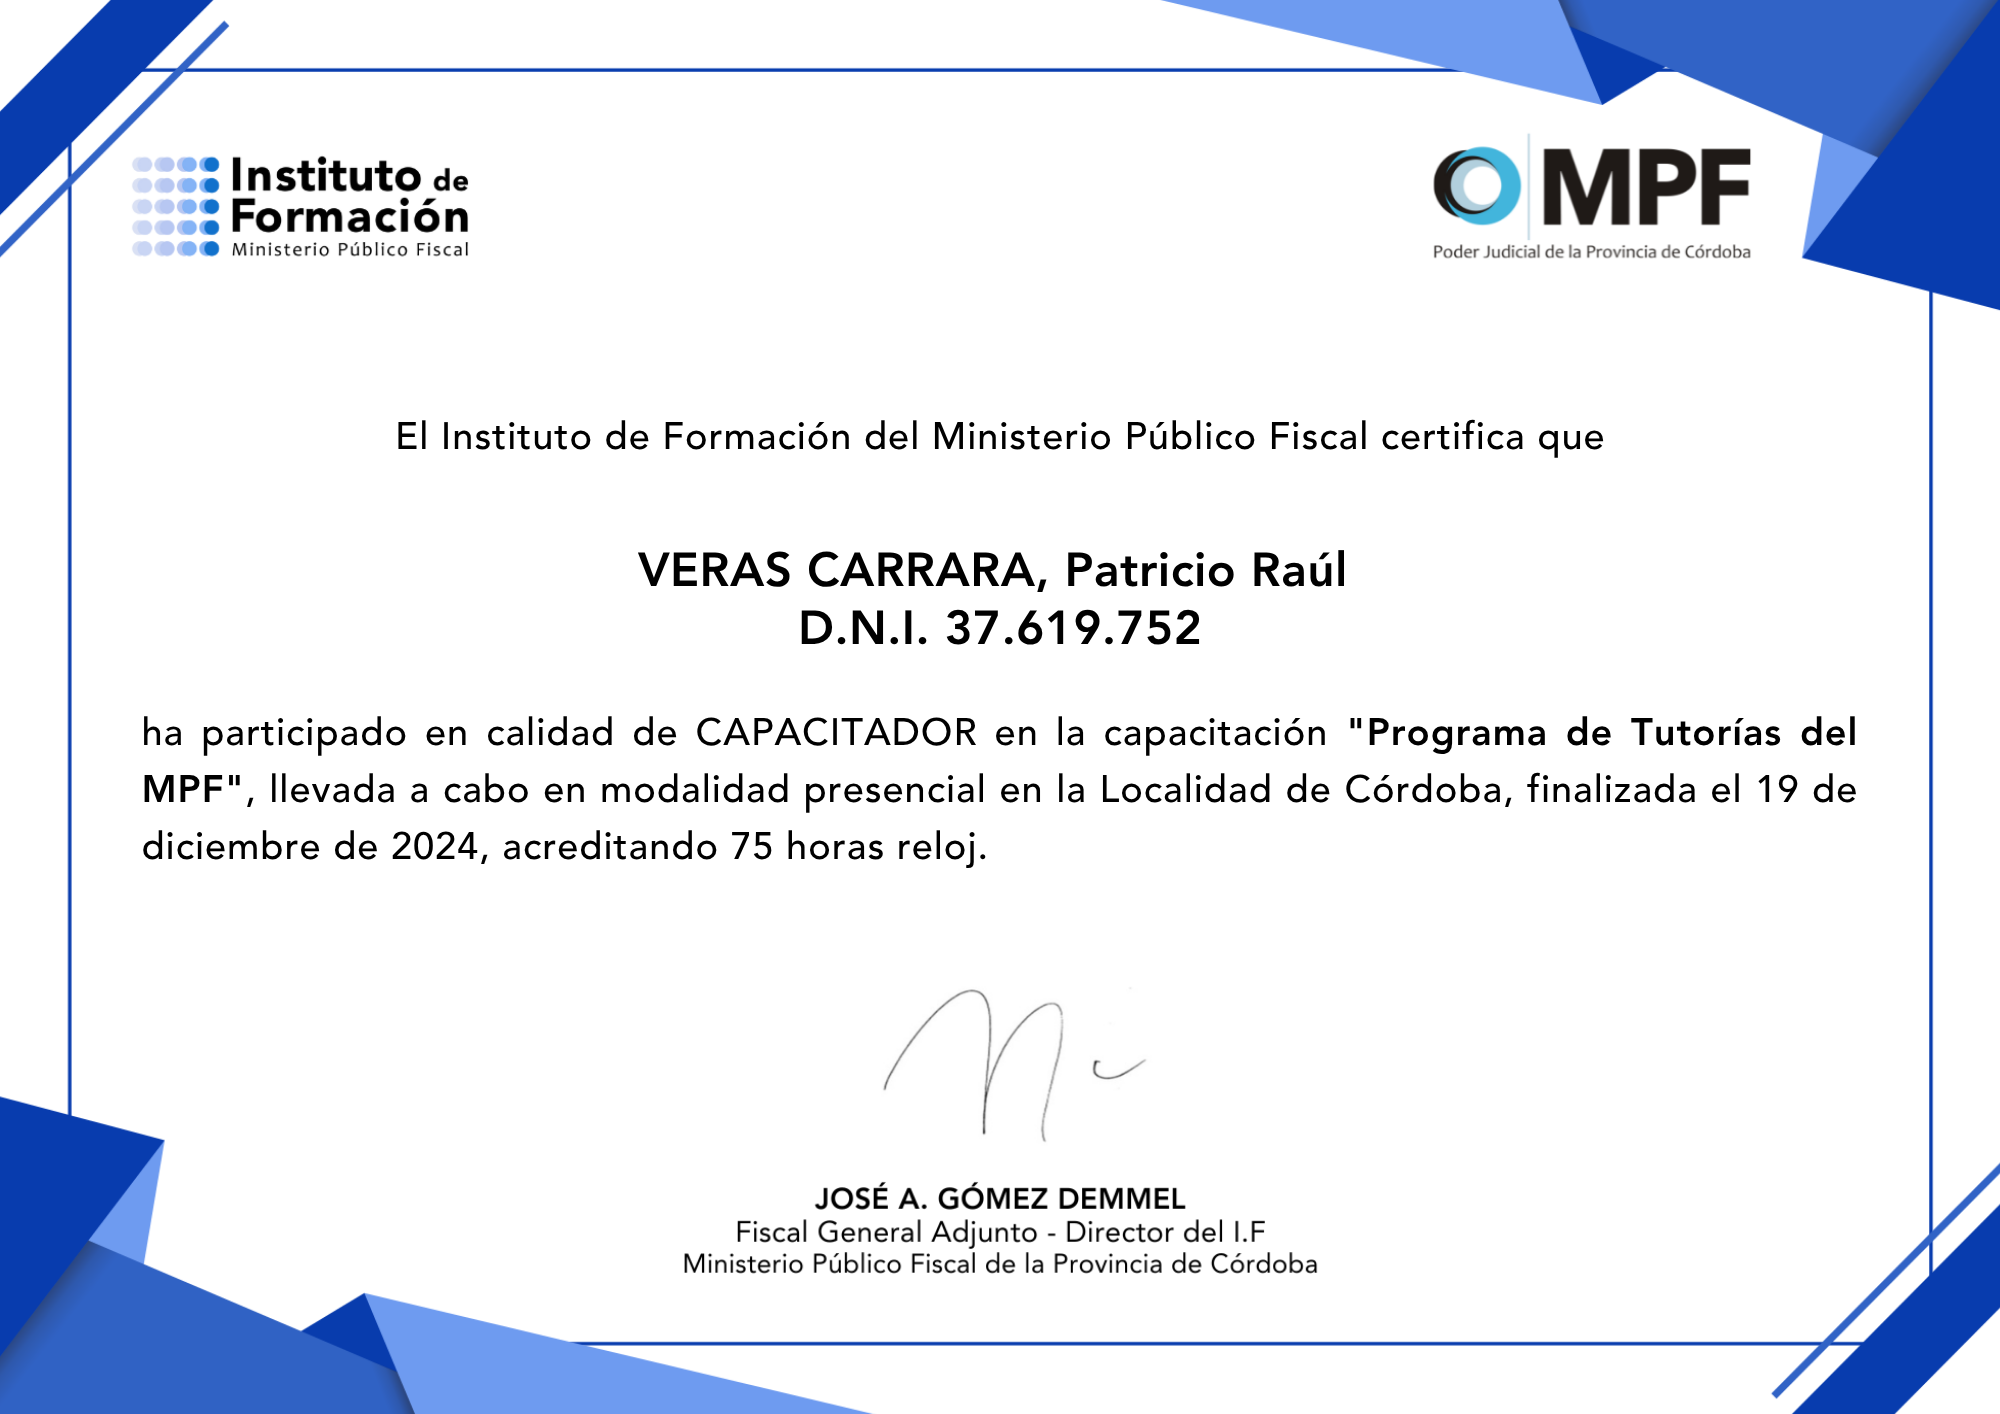 Instituto de
Formación
Ministerio Público Fiscal
MPF
Poder Judicial de la Provincia de Córdoba
El Instituto de Formación del Ministerio Público Fiscal certifica que
VERAS CARRARA, Patricio Raúl
D.N.I. 37.619.752
ha participado en calidad de CAPACITADOR en la capacitación "Programa de Tutorías del
MPF", llevada a cabo en modalidad presencial en la Localidad de Córdoba, finalizada el 19 de
diciembre de 2024, acreditando 75 horas reloj.
JOSÉ A. GÓMEZ DEMMEL
Fiscal General Adjunto - Director del I.F
Ministerio Público Fiscal de la Provincia de Córdoba